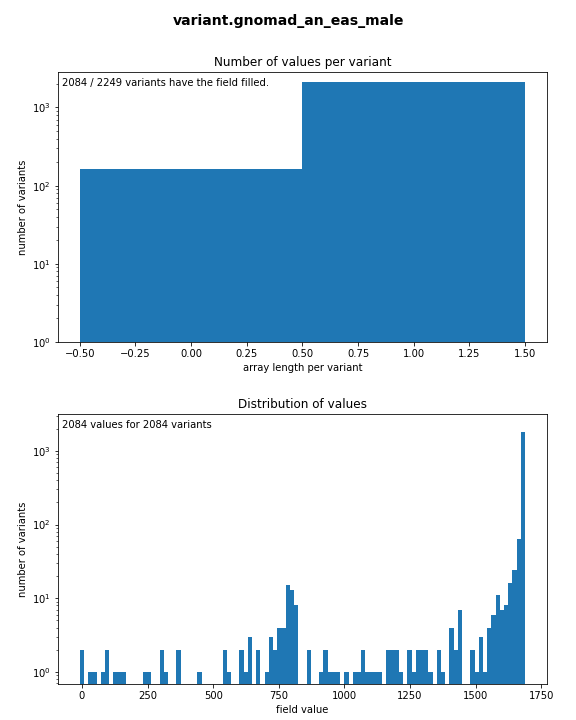 variant.gnomad_an_eas_male
Number of values per variant
2084 / 2249 variants have the field filled.
10³
10²
10¹
10⁰
number of variants
−0.50 −0.25 0.00 0.25 0.50 0.75 1.00 1.25 1.50
array length per variant
Distribution of values
2084 values for 2084 variants
10³
10²
10¹
10⁰
number of variants
0 250 500 750 1000 1250 1500 1750
field value